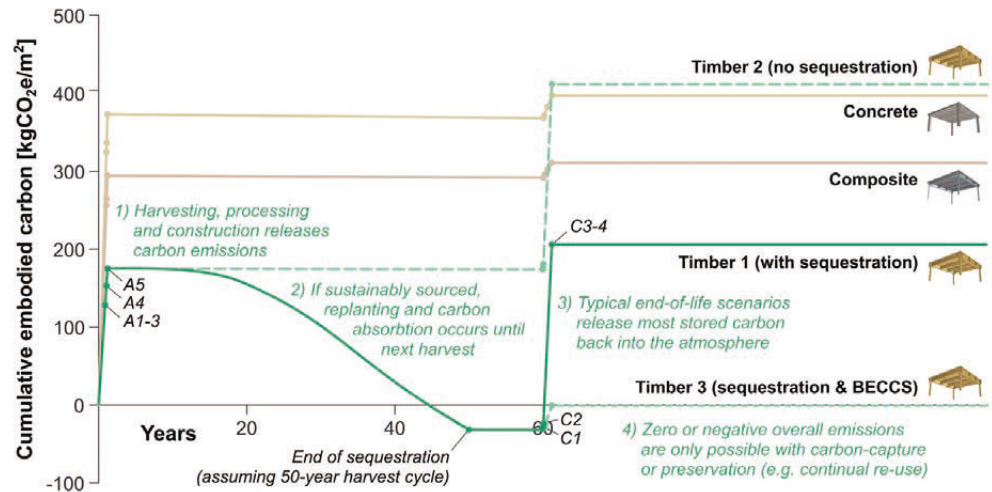 500
400
300
200
100
0
-100
Cumulative embodied carbon [kgCO₂e/m²]
Timber 2 (no sequestration)
Concrete
Composite
1) Harvesting, processing
and construction releases
carbon emissions
C3-4
Timber 1 (with sequestration)
A5
A4
A1-3
2) If sustainably sourced,
replanting and carbon
absorbtion occurs until
next harvest
3) Typical end-of-life scenarios
release most stored carbon
back into the atmosphere
Timber 3 (sequestration & BECCS)
Years
20
40
60
C2
C1
End of sequestration
(assuming 50-year harvest cycle)
4) Zero or negative overall emissions
are only possible with carbon-capture
or preservation (e.g. continual re-use)